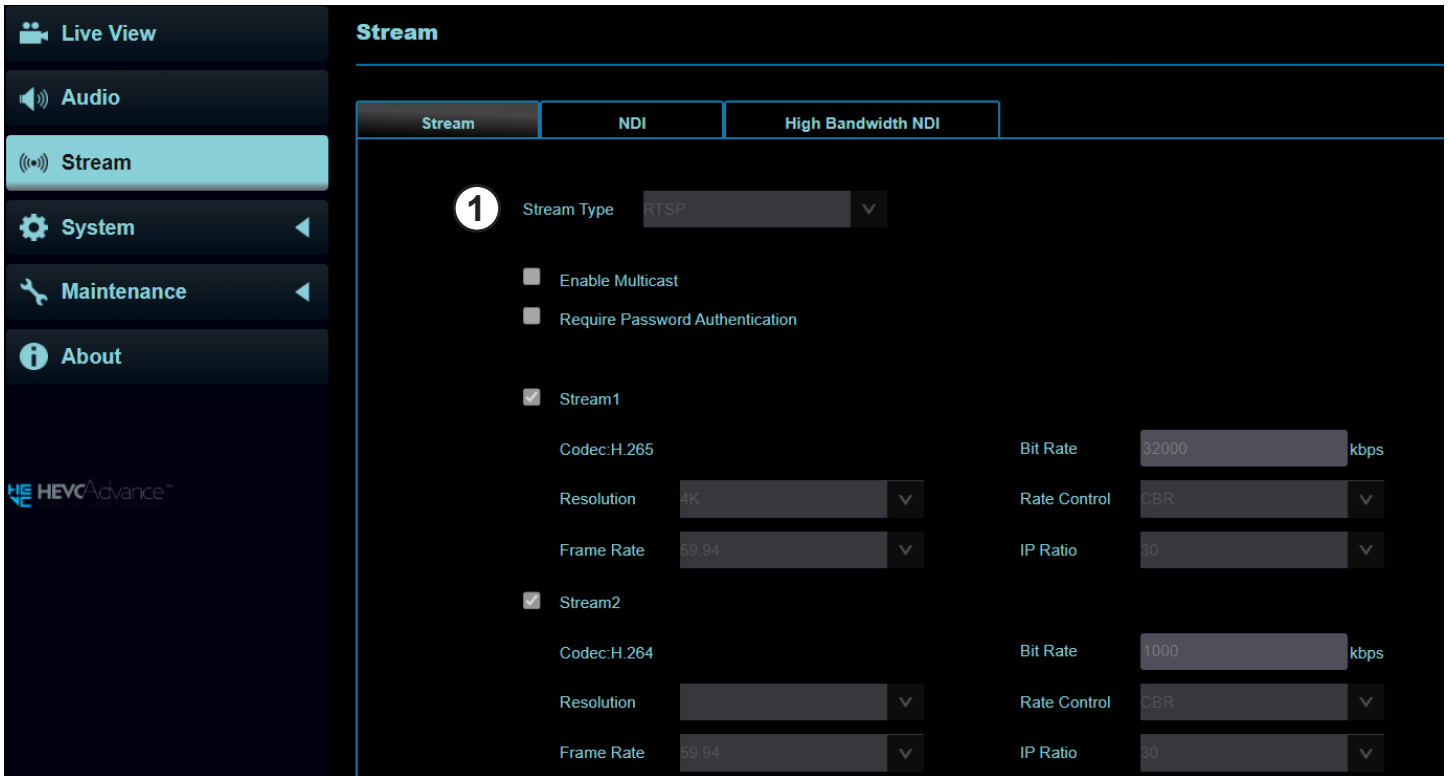 Live View
Audio
Stream
System
Maintenance
About
HEVCAdvance™
Stream
Stream NDI High Bandwidth NDI
1 Stream Type RTSP
Enable Multicast
Require Password Authentication
Stream1
Codec:H.265 Bit Rate 32000 kbps
Resolution 4K Rate Control CBR
Frame Rate 59.94 IP Ratio 30
Stream2
Codec:H.264 Bit Rate 1000 kbps
Resolution Rate Control CBR
Frame Rate 59.94 IP Ratio 30